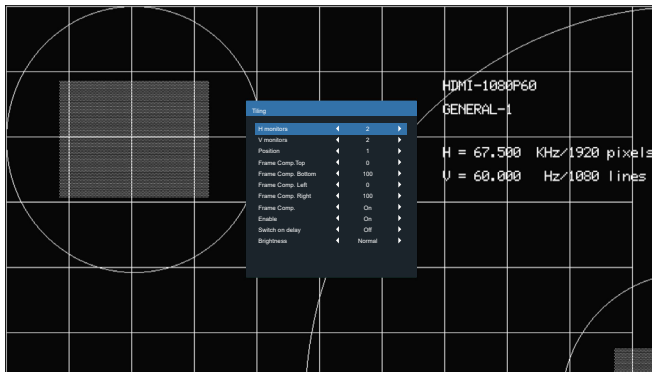 HDMI-1080P60
GENERAL-1
H = 67.500 KHz/1920 pixels
V = 60.000 Hz/1080 lines
Tiling
H monitors 2
V monitors 2
Position 1
Frame Comp.Top 0
Frame Comp. Bottom 100
Frame Comp. Left 0
Frame Comp. Right 100
Frame Comp. On
Enable On
Switch on delay Off
Brightness Normal